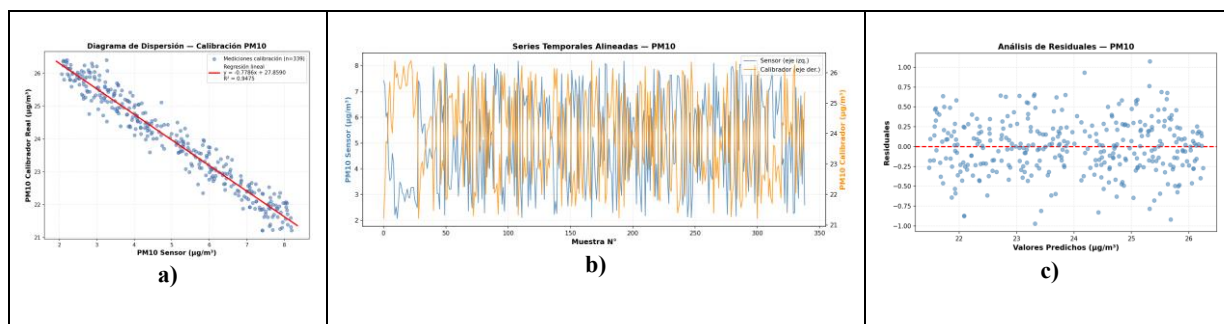 Diagrama de Dispersión — Calibración PM10
Mediciones calibración (n=339)
Regresión lineal
y = -0.7786x + 27.8590
R² = 0.9475
PM10 Calibrador Real (µg/m³)
26
25
24
23
22
21
2 3 4 5 6 7 8
PM10 Sensor (µg/m³)
a)
Series Temporales Alineadas — PM10
Sensor (eje izq.)
Calibrador (eje der.)
PM10 Sensor (µg/m³)
8
7
6
5
4
3
2
PM10 Calibrador (µg/m³)
26
25
24
23
22
21
0 50 100 150 200 250 300 350
Muestra N°
b)
Análisis de Residuales — PM10
Residuales
1.00
0.75
0.50
0.25
0.00
-0.25
-0.50
-0.75
-1.00
22 23 24 25 26
Valores Predichos (µg/m³)
c)